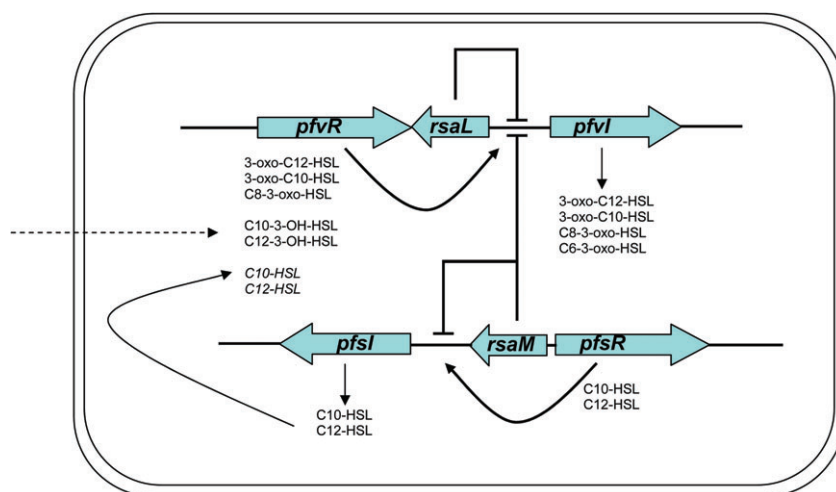 pfvR
rsaL
pfvI
3-oxo-C12-HSL
3-oxo-C10-HSL
C8-3-oxo-HSL
3-oxo-C12-HSL
3-oxo-C10-HSL
C8-3-oxo-HSL
C6-3-oxo-HSL
C10-3-OH-HSL
C12-3-OH-HSL
C10-HSL
C12-HSL
pfsI
rsaM
pfsR
C10-HSL
C12-HSL
C10-HSL
C12-HSL